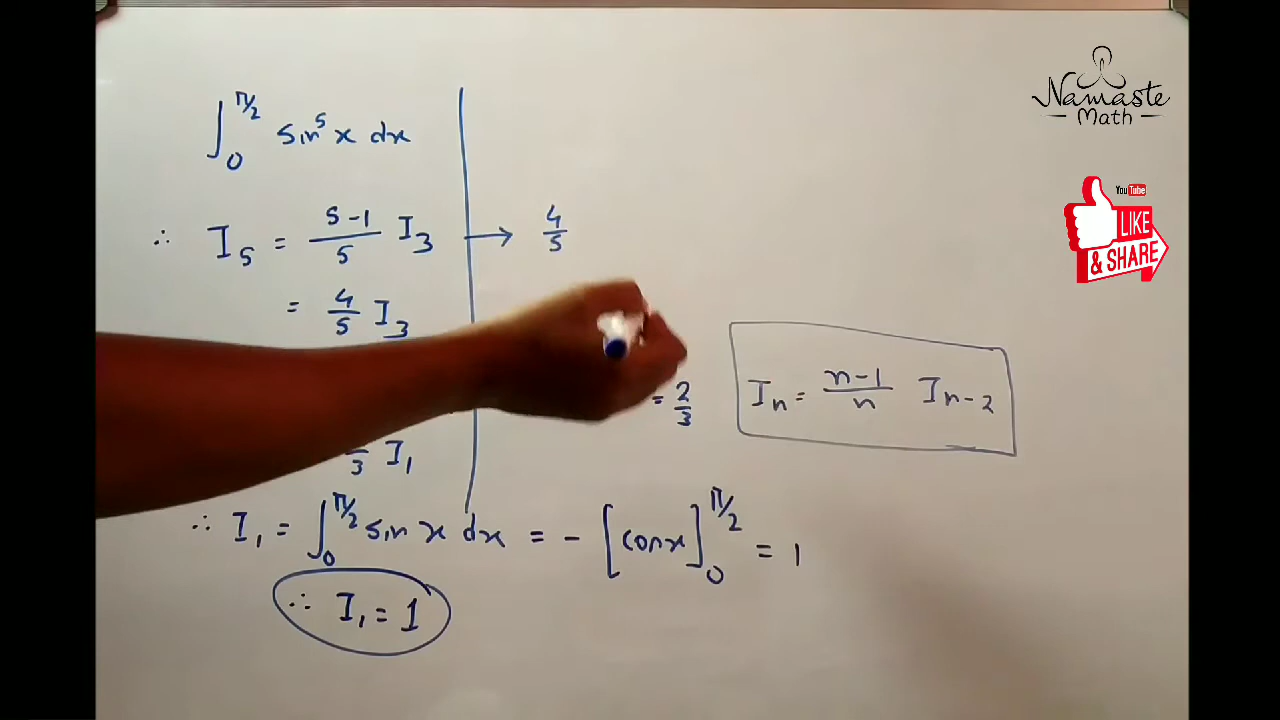 ∫₀^π/2 sin⁵ x dx
∴ I₅ = 5-1/5 I₃ → 4/5
= 4/5 I₃
= 2/3
3 I₁
Iₙ = n-1/n Iₙ₋₂
∴ I₁ = ∫₀^π/2 sin x dx = - [cos x]₀^π/2 = 1
∴ I₁ = 1
Namaste
Math
YouTube
LIKE
& SHARE